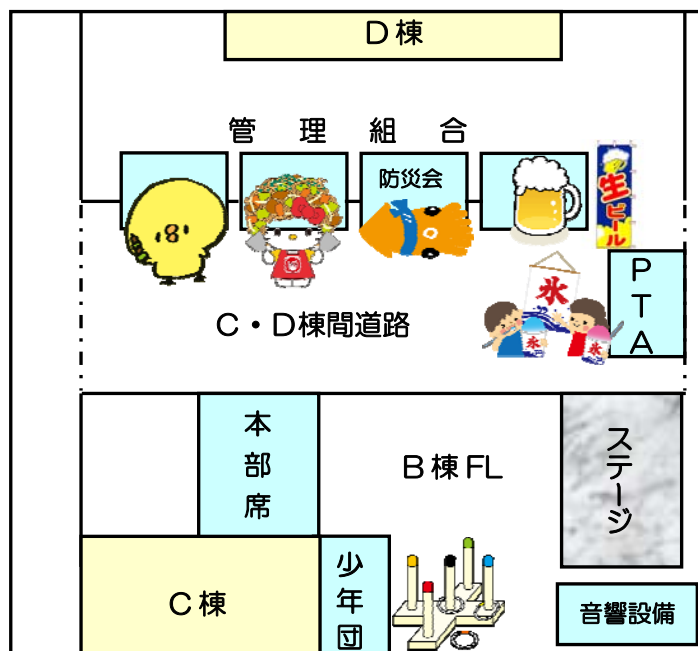 D棟
管理組合
防災会
生ビール
氷
PTA
C・D棟間道路
氷
氷
本部席
B棟FL
ステージ
C棟
少年団
音響設備